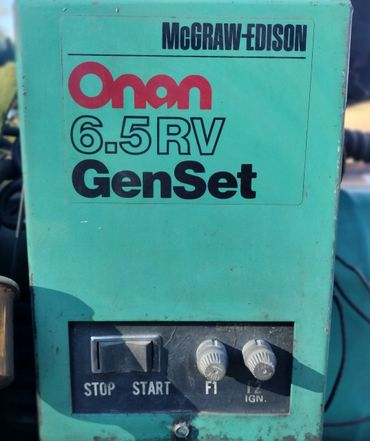 McGRAW-EDISON
Onan
6.5RV
GenSet
STOP START F1 F2
IGN.